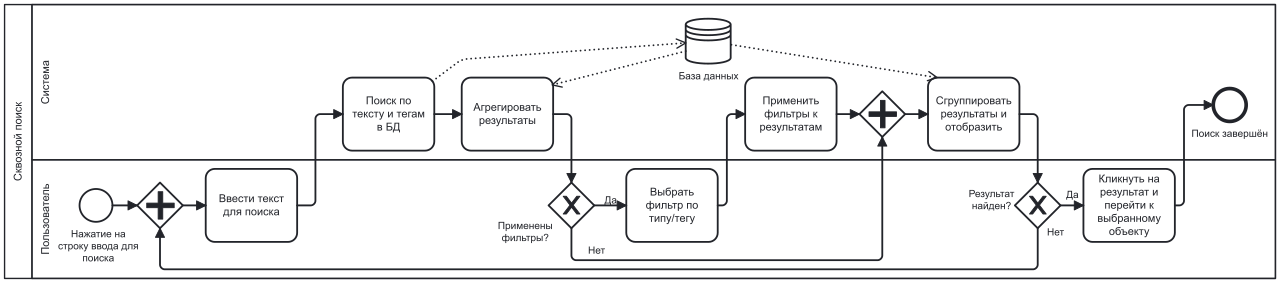 Сквозной поиск
Система
База данных
Поиск по
тексту и тегам
в БД
Агрегировать
результаты
Применить
фильтры к
результатам
Сгруппировать
результаты и
отобразить
Поиск завершён
Пользователь
Нажатие на
строку ввода для
поиска
Ввести текст
для поиска
Применены
фильтры?
Да
Нет
Выбрать
фильтр по
типу/тегу
Результат
найден?
Да
Нет
Кликнуть на
результат и
перейти к
выбранному
объекту